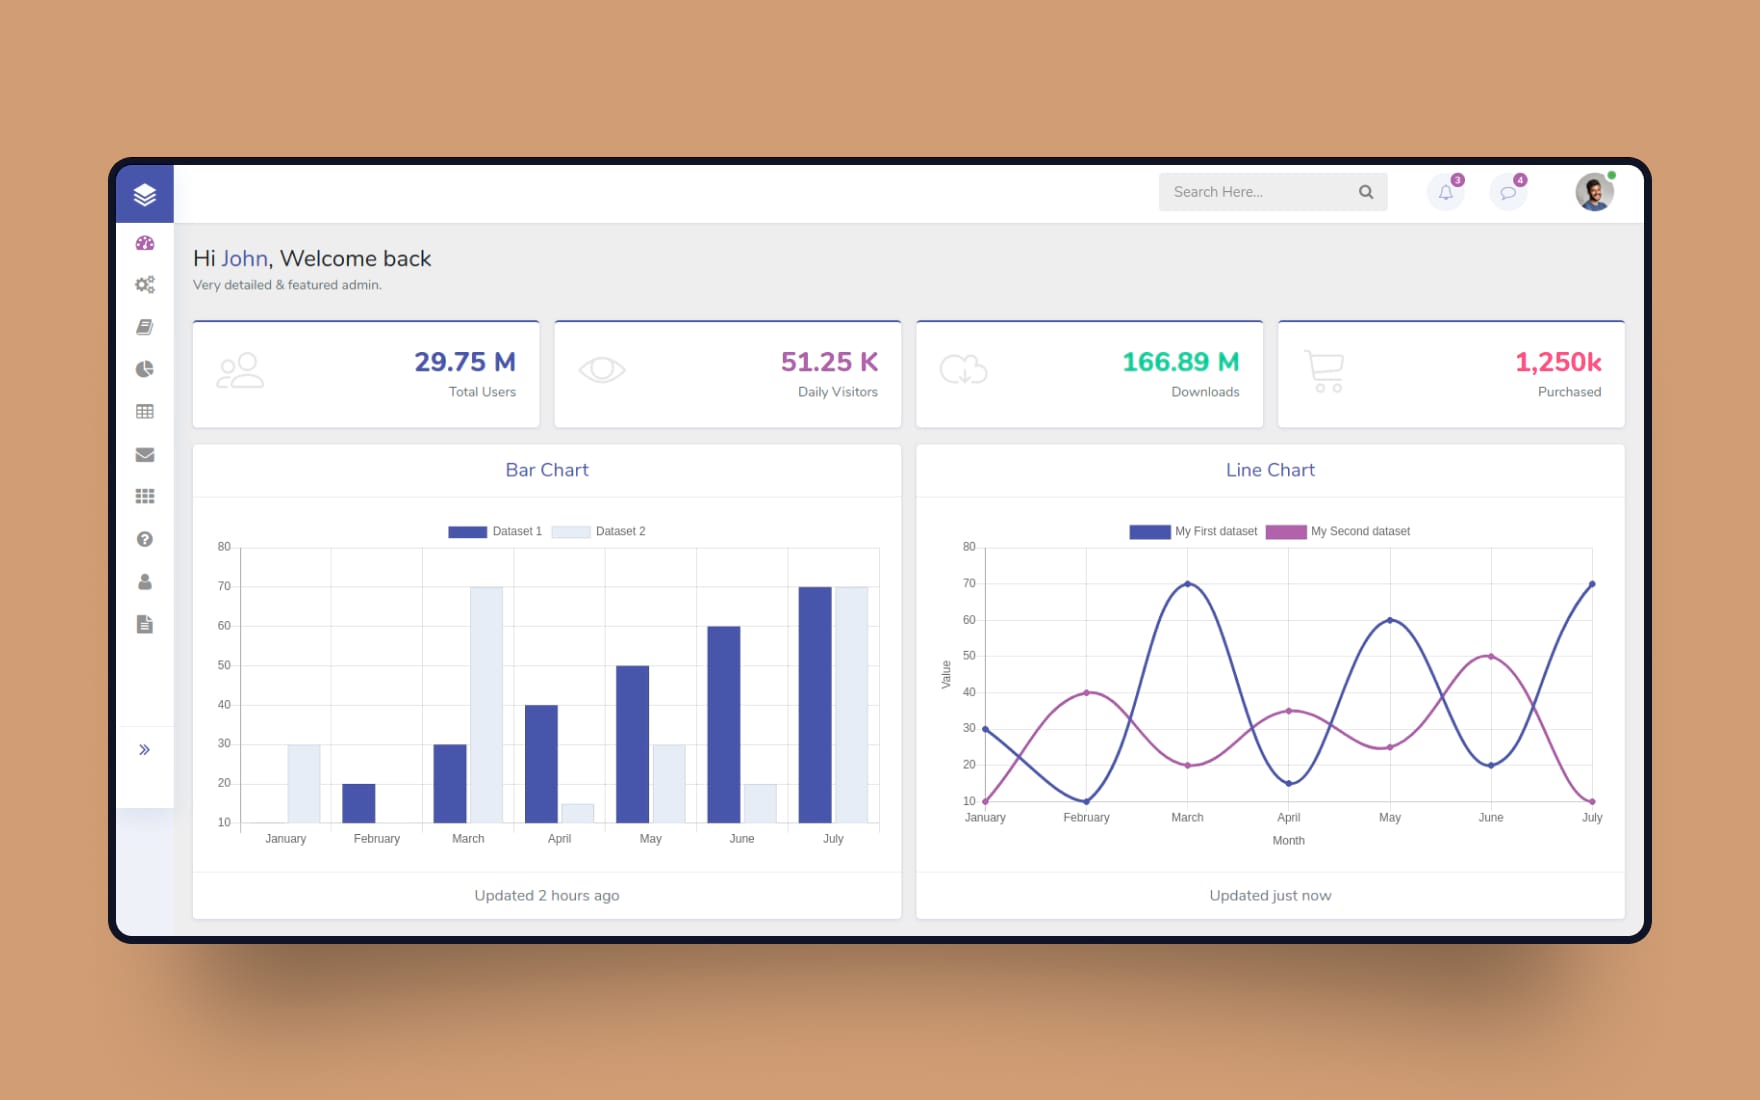 Search Here...
3
4
Hi John, Welcome back
Very detailed & featured admin.
29.75 M
Total Users
51.25 K
Daily Visitors
166.89 M
Downloads
1,250k
Purchased
Bar Chart
Dataset 1 Dataset 2
80
70
60
50
40
30
20
10
January February March April May June July
Updated 2 hours ago
Line Chart
My First dataset My Second dataset
Value
80
70
60
50
40
30
20
10
January February March April May June July
Month
Updated just now